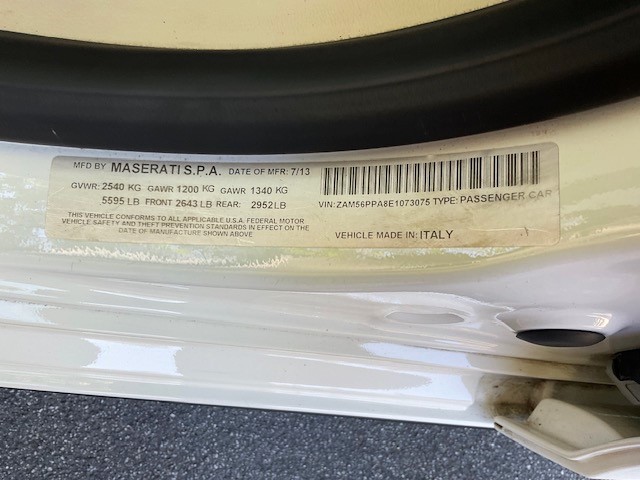 MFD BY MASERATI S.P.A. DATE OF MFR: 7/13
GVWR: 2540 KG GAWR 1200 KG GAWR 1340 KG
5595 LB FRONT 2643 LB REAR: 2952 LB
THIS VEHICLE CONFORMS TO ALL APPLICABLE U.S.A. FEDERAL MOTOR
VEHICLE SAFETY AND THEFT PREVENTION STANDARDS IN EFFECT ON THE
DATE OF MANUFACTURE SHOWN ABOVE
VIN: ZAM56PPA8E1073075 TYPE: PASSENGER CAR
VEHICLE MADE IN: ITALY